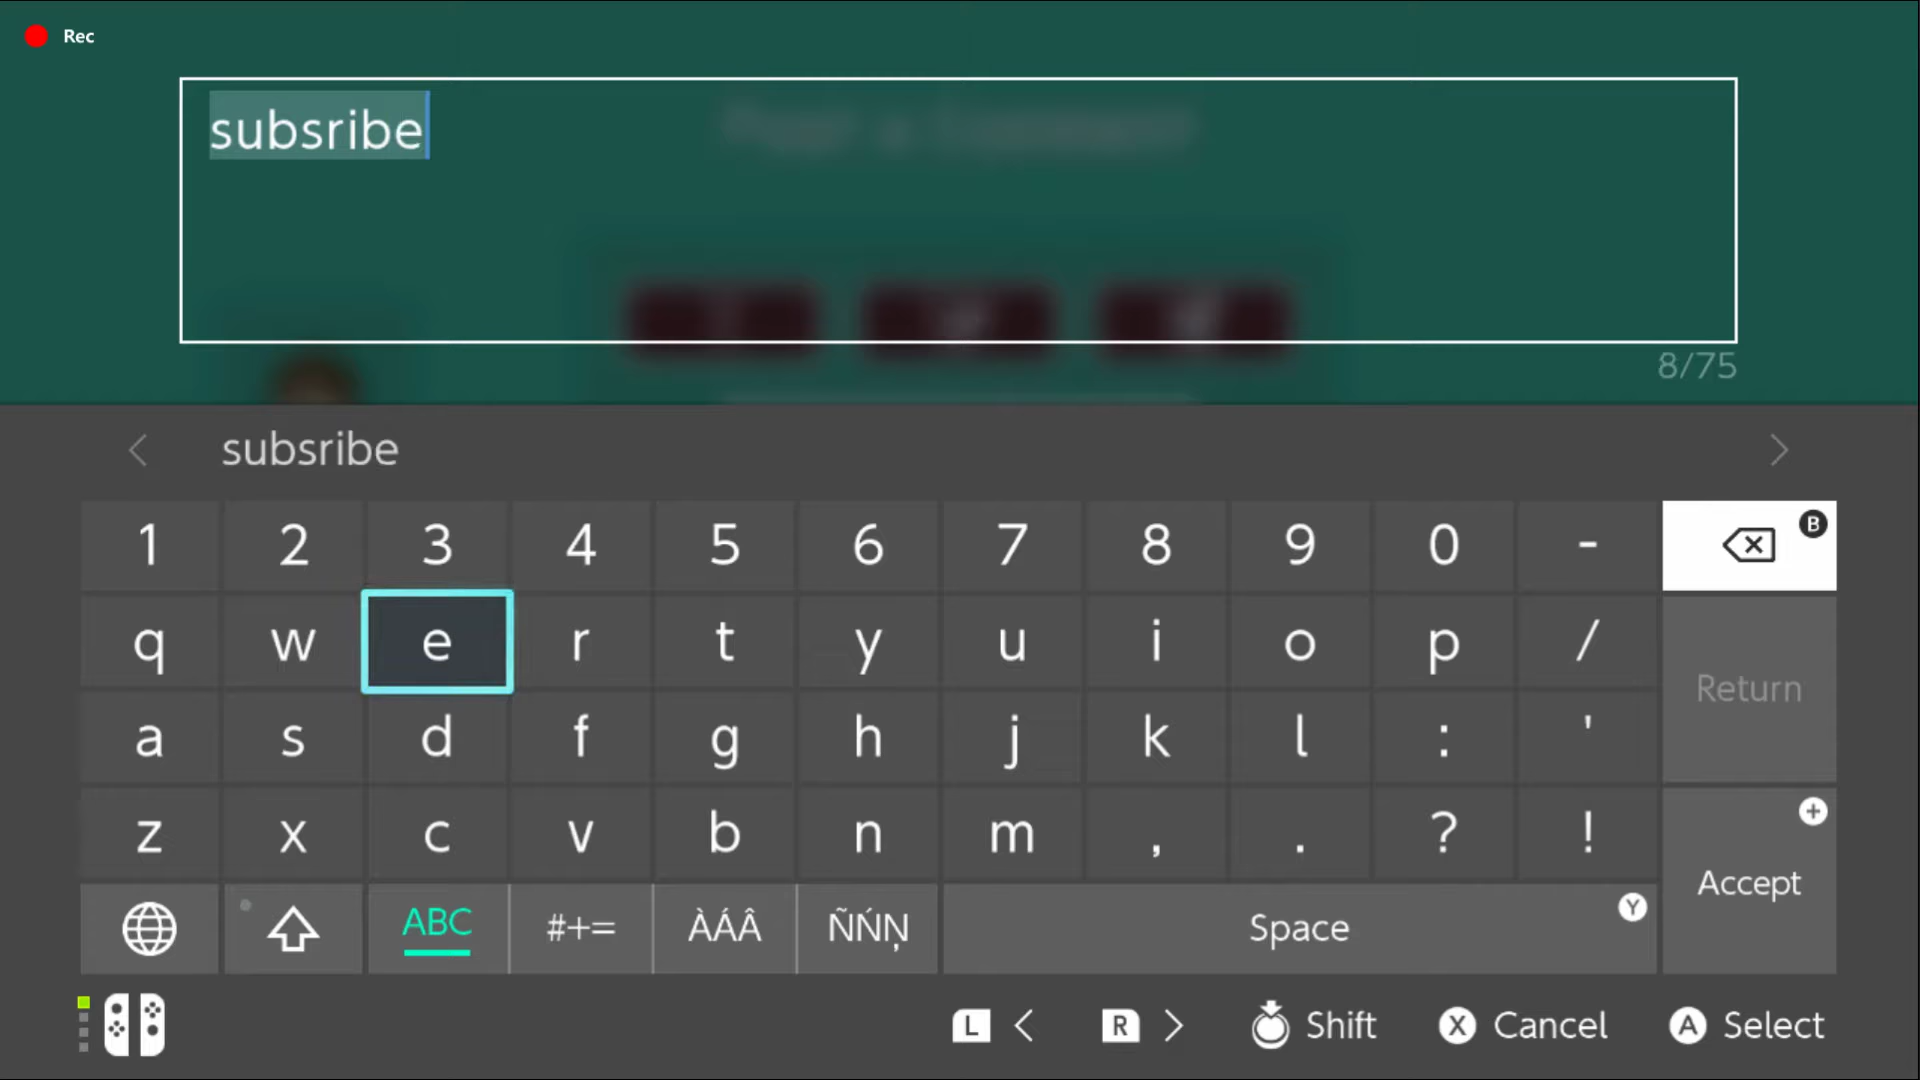 Rec
subsribe
8/75
subsribe
1 2 3 4 5 6 7 8 9 0 - B
q w e r t y u i o p /
Return
a s d f g h j k l : '
z x c v b n m , . ? ! +
Accept
ABC #+= ÀÁÂ ÑŃŅ Space Y
L < R > Shift X Cancel A Select